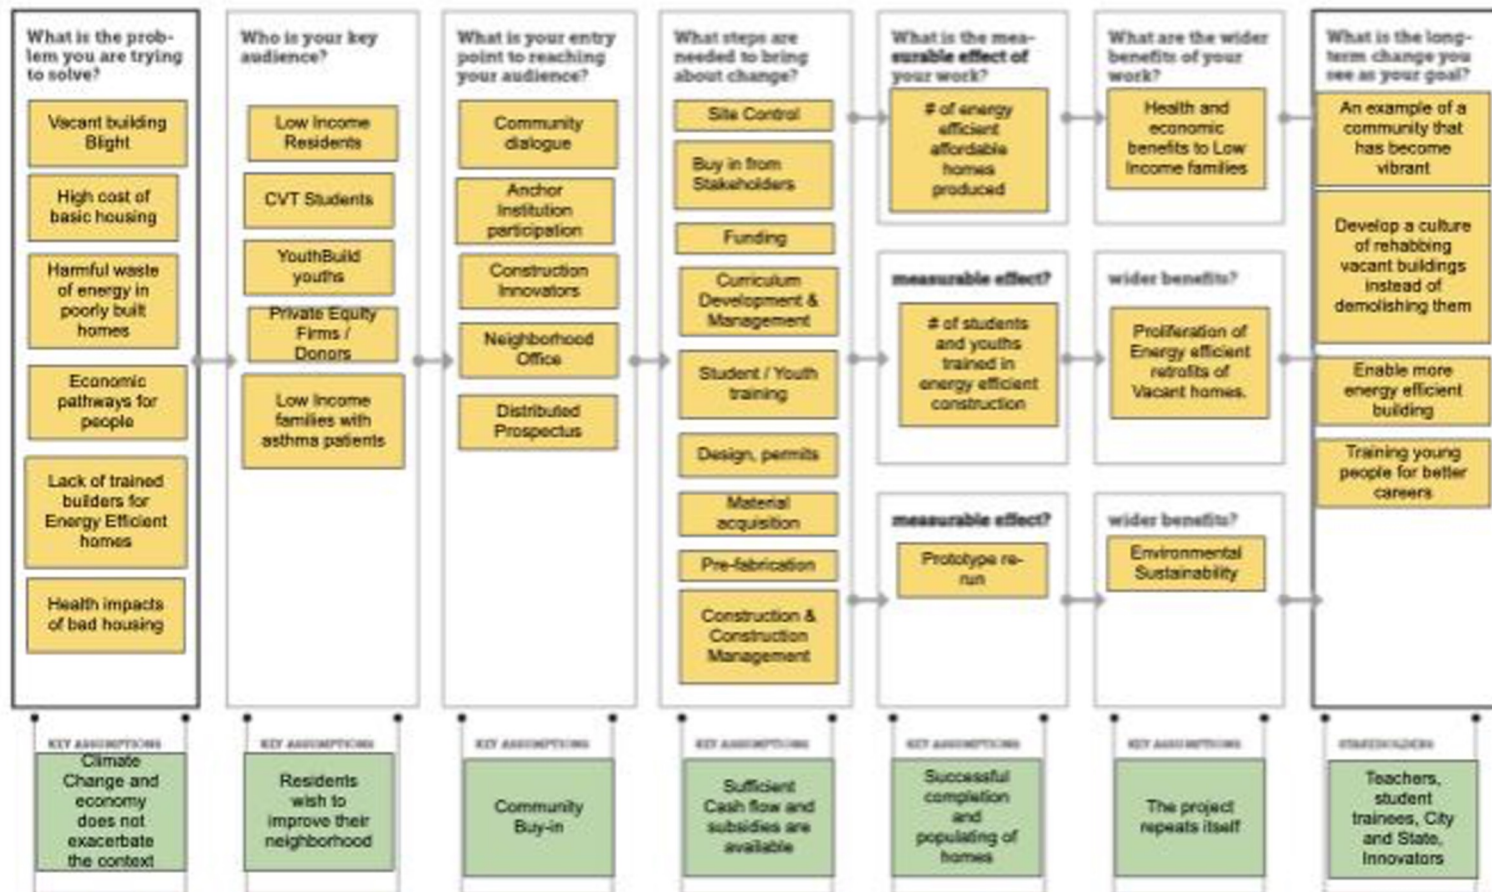 What is the prob-
lem you are trying
to solve?
Vacant building
Blight
High cost of
basic housing
Harmful waste
of energy in
poorly built
homes
Economic
pathways for
people
Lack of trained
builders for
Energy Efficient
homes
Health impacts
of bad housing
KEY ASSUMPTIONS
Climate
Change and
economy
does not
exacerbate
the context
Who is your key
audience?
Low Income
Residents
CVT Students
YouthBuild
youths
Private Equity
Firms /
Donors
Low Income
families with
asthma patients
KEY ASSUMPTIONS
Residents
wish to
improve their
neighborhood
What is your entry
point to reaching
your audience?
Community
dialogue
Anchor
Institution
participation
Construction
Innovators
Neighborhood
Office
Distributed
Prospectus
KEY ASSUMPTIONS
Community
Buy-in
What steps are
needed to bring
about change?
Site Control
Buy in from
Stakeholders
Funding
Curriculum
Development &
Management
Student / Youth
training
Design, permits
Material
acquisition
Pre-fabrication
Construction &
Construction
Management
KEY ASSUMPTIONS
Sufficient
Cash flow and
subsidies are
available
What is the mea-
surable effect of
your work?
# of energy
efficient
affordable
homes
produced
measurable effect?
# of students
and youths
trained in
energy efficient
construction
measurable effect?
Prototype re-
run
KEY ASSUMPTIONS
Successful
completion
and
populating of
homes
What are the wider
benefits of your
work?
Health and
economic
benefits to Low
Income families
wider benefits?
Proliferation of
Energy efficient
retrofits of
Vacant homes.
wider benefits?
Environmental
Sustainability
KEY ASSUMPTIONS
The project
repeats itself
What is the long-
term change you
see as your goal?
An example of a
community that
has become
vibrant
Develop a culture
of rehabbing
vacant buildings
instead of
demolishing them
Enable more
energy efficient
building
Training young
people for better
careers
STAKEHOLDERS
Teachers,
student
trainees, City
and State,
Innovators